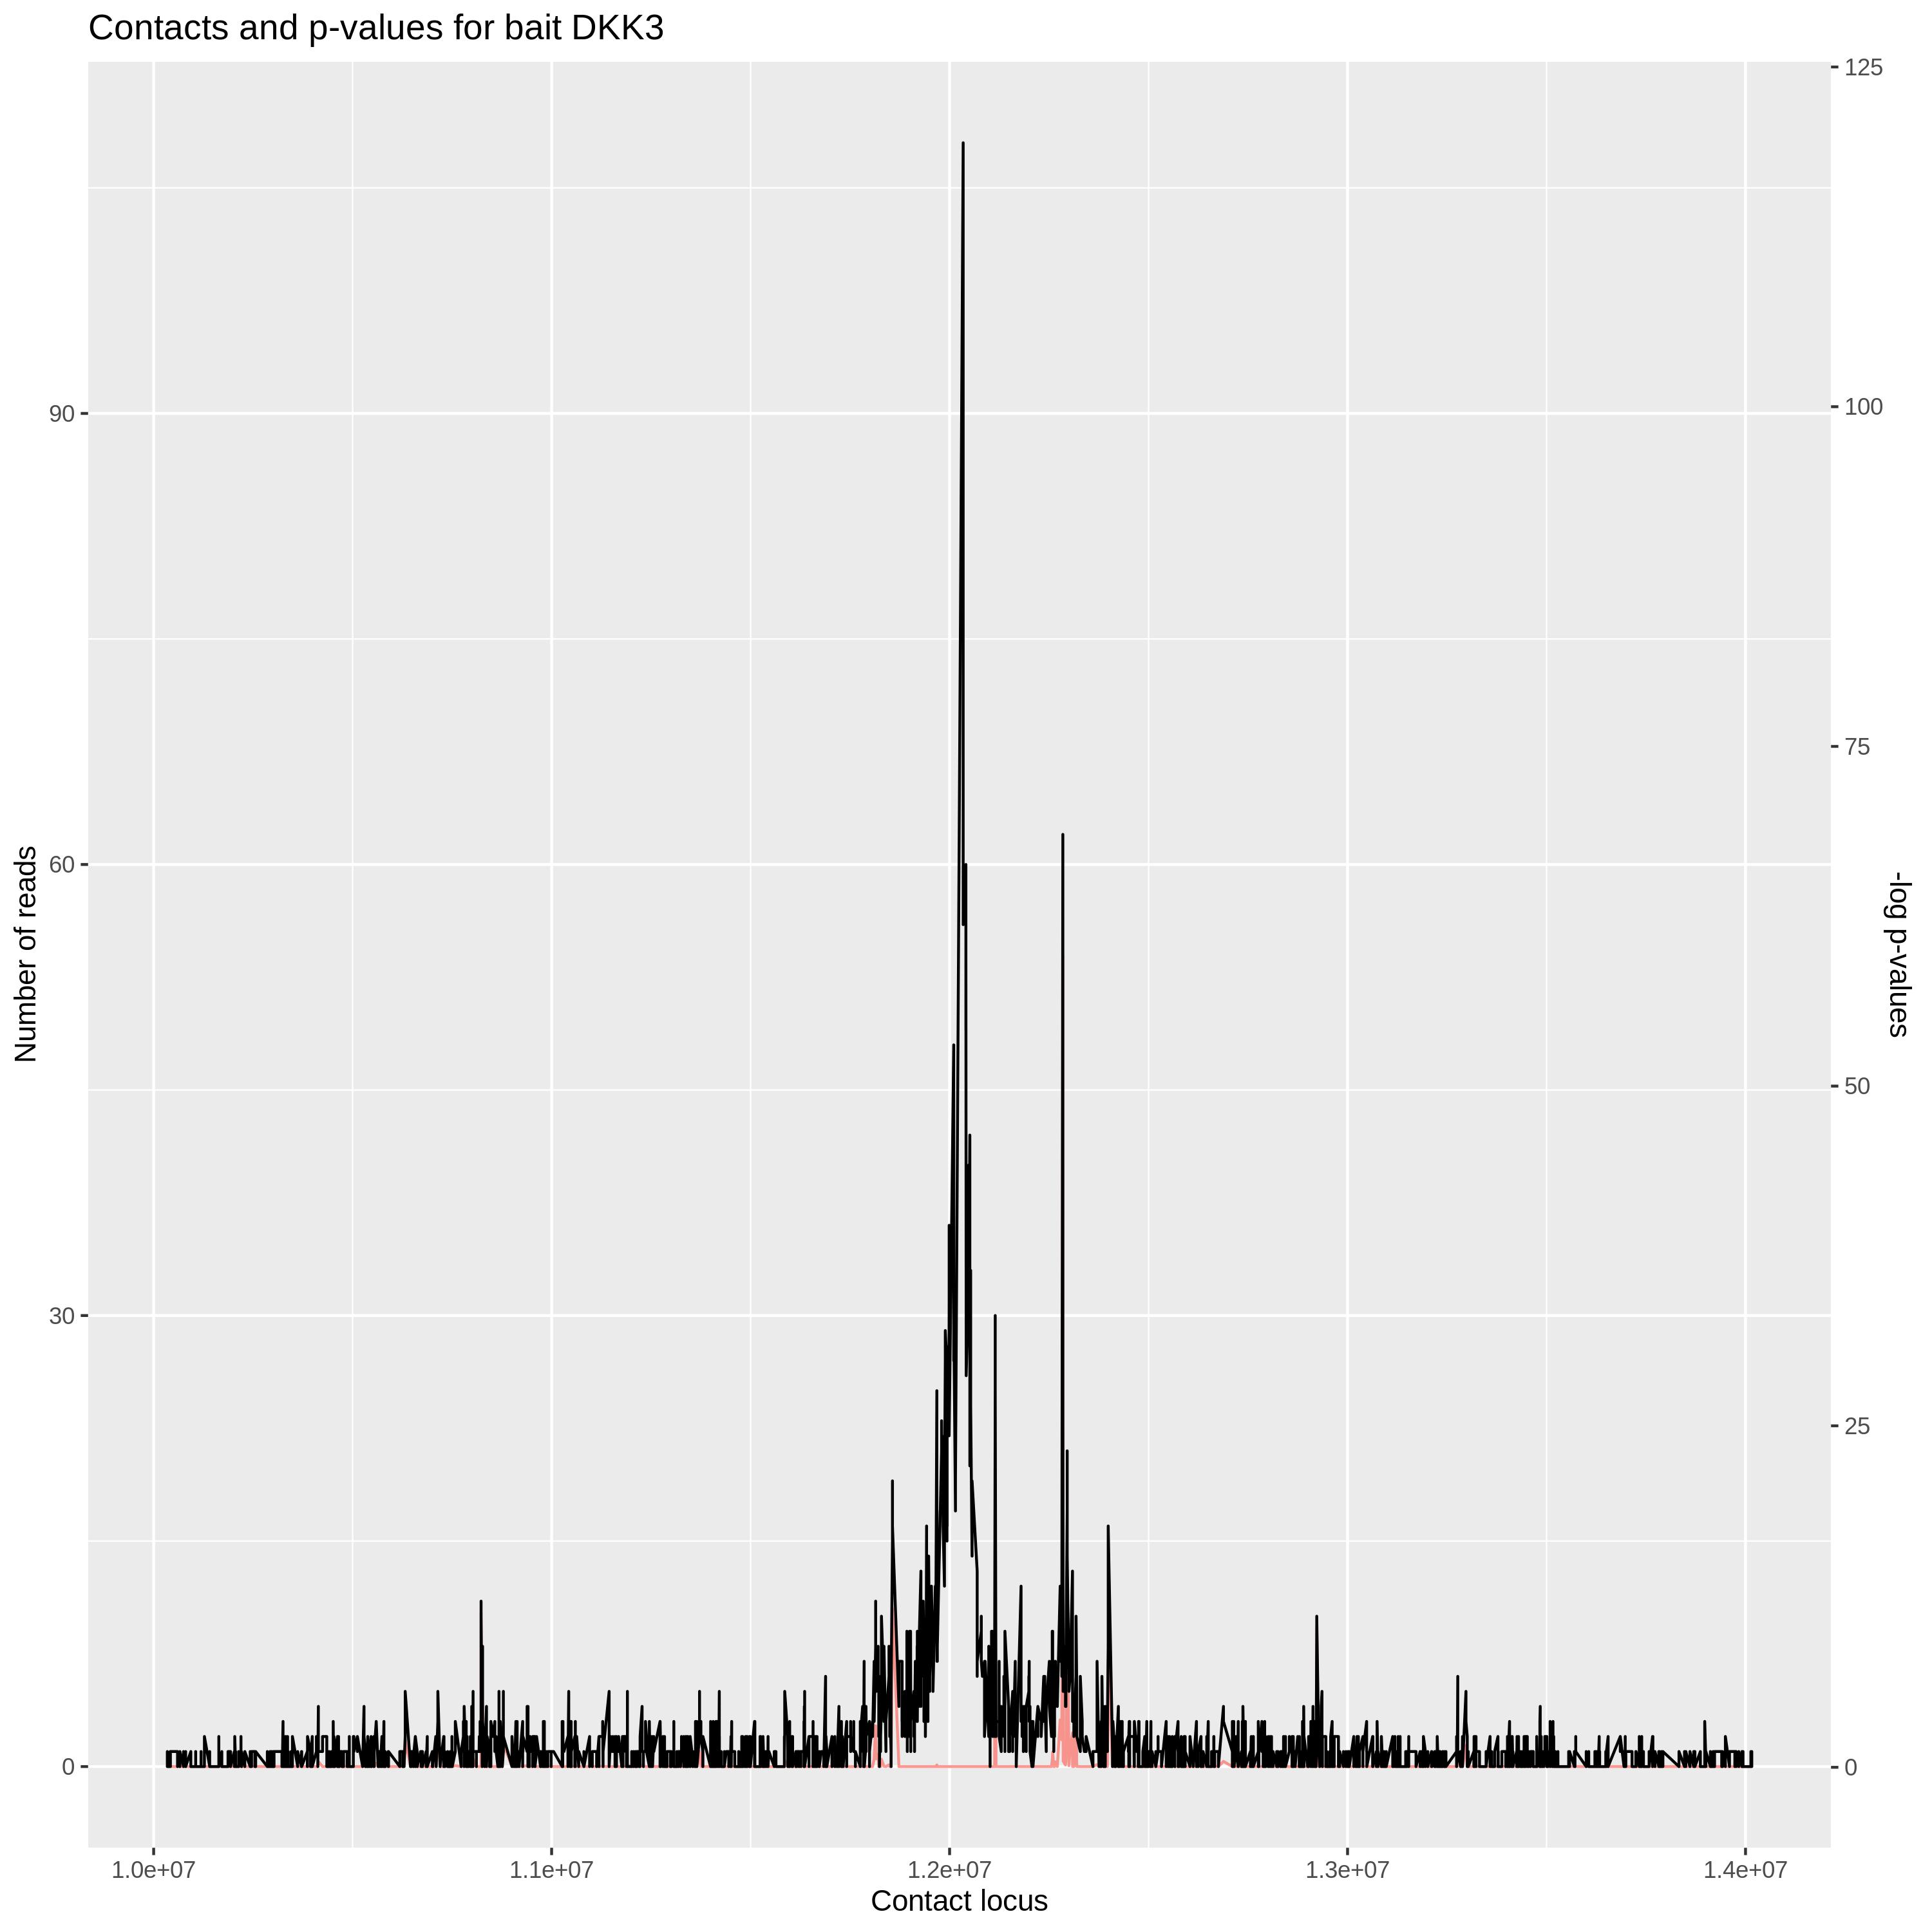 Contacts and p-values for bait DKK3
125
90
100
75
60
Number of reads
-log p-values
50
30
25
0
0
1.0e+07 1.1e+07 1.2e+07 1.3e+07 1.4e+07
Contact locus